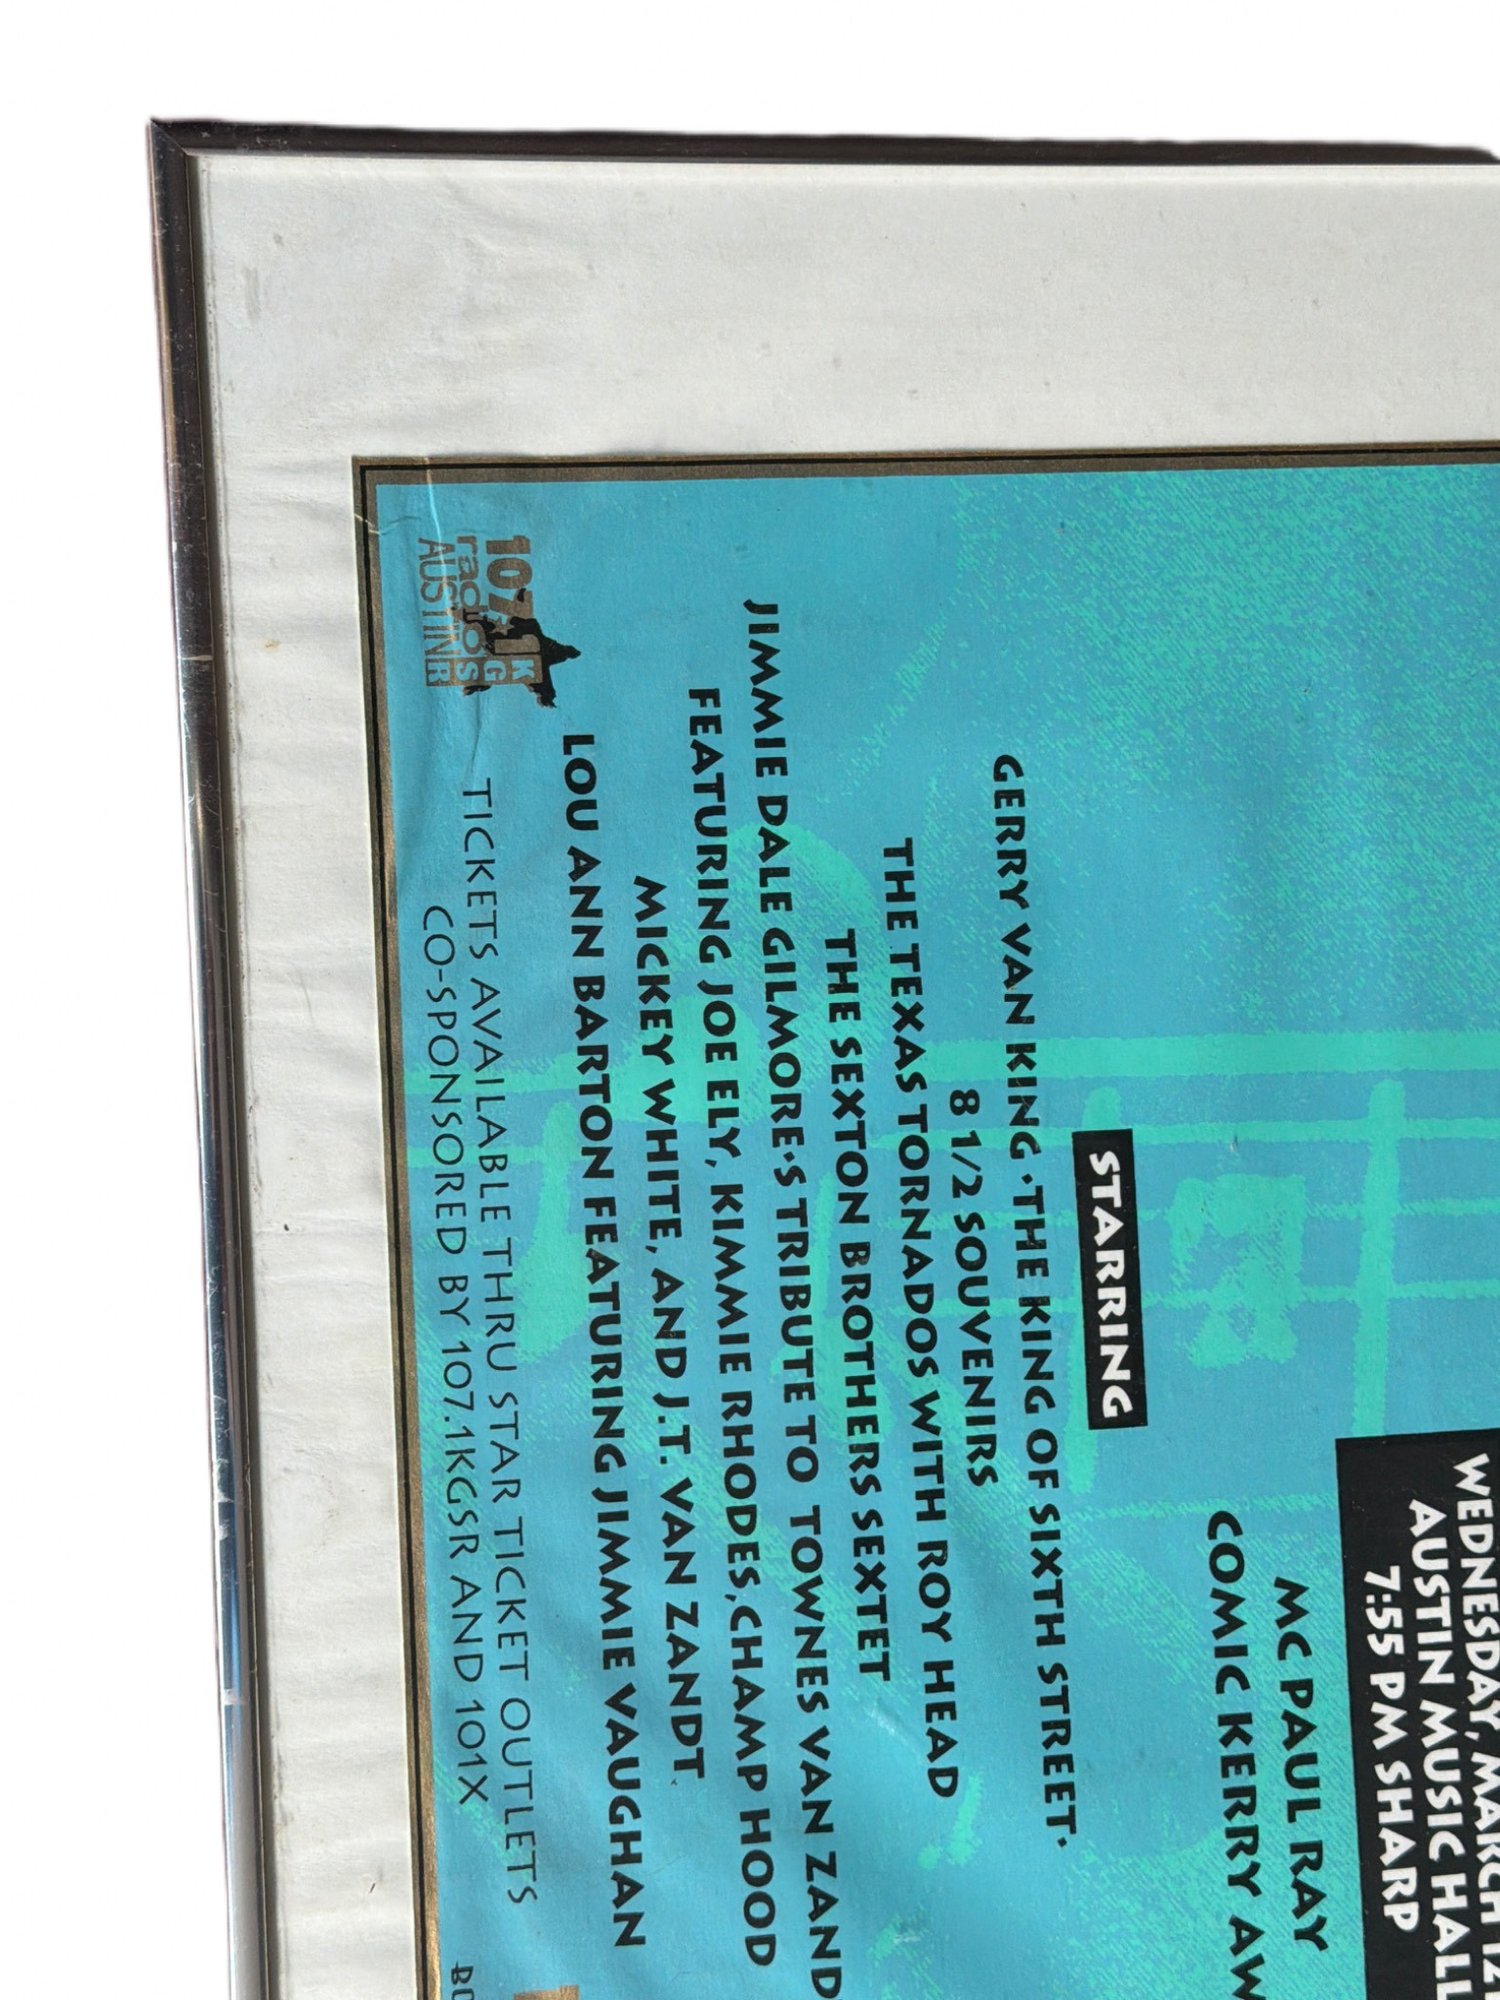 WEDNESDAY, MARCH 12
AUSTIN MUSIC HALL
7:55 PM SHARP
MC PAUL RAY
COMIC KERRY AW
STARRING
GERRY VAN KING •THE KING OF SIXTH STREET•
8 1/2 SOUVENIRS
THE TEXAS TORNADOS WITH ROY HEAD
THE SEXTON BROTHERS SEXTET
JIMMIE DALE GILMORE'S TRIBUTE TO TOWNES VAN ZAND
FEATURING JOE ELY, KIMMIE RHODES, CHAMP HOOD
MICKEY WHITE, AND J.T. VAN ZANDT
LOU ANN BARTON FEATURING JIMMIE VAUGHAN
TICKETS AVAILABLE THRU STAR TICKET OUTLETS
CO-SPONSORED BY 107.1KGSR AND 101X
107.1 K
radio G
AUSTIN S
R